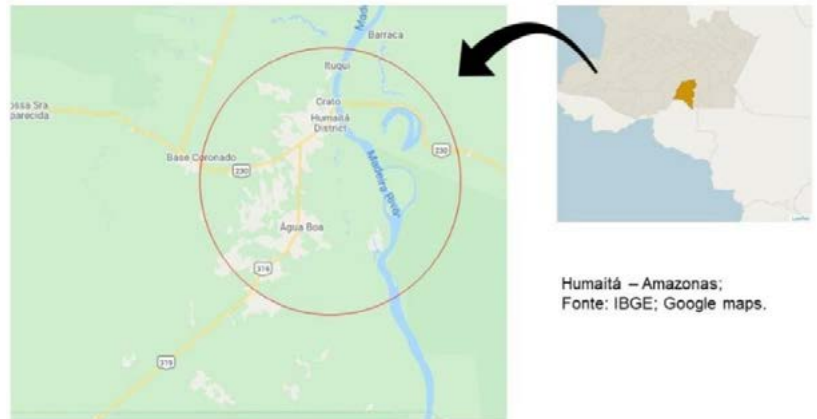 Barraca
Ituqui
Crato
Humaitá
District
ossa Sra.
parecida
Base Coronado
230
230
Madeira River
Água Boa
319
319
Humaitá – Amazonas;
Fonte: IBGE; Google maps.